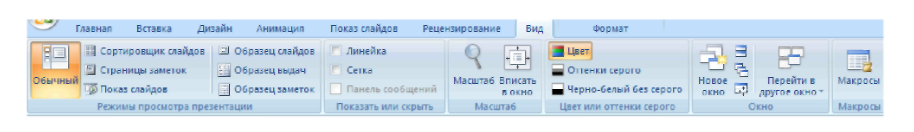 Главная Вставка Дизайн Анимация Показ слайдов Рецензирование Вид Формат
Обычный
Сортировщик слайдов
Страницы заметок
Показ слайдов
Образец слайдов
Образец выдач
Образец заметок
Режимы просмотра презентации
Линейка
Сетка
Панель сообщений
Показать или скрыть
Масштаб
Вписать
в окно
Масштаб
Цвет
Оттенки серого
Черно-белый без серого
Цвет или оттенки серого
Новое
окно
Перейти в
другое окно
Окно
Макросы
Макросы